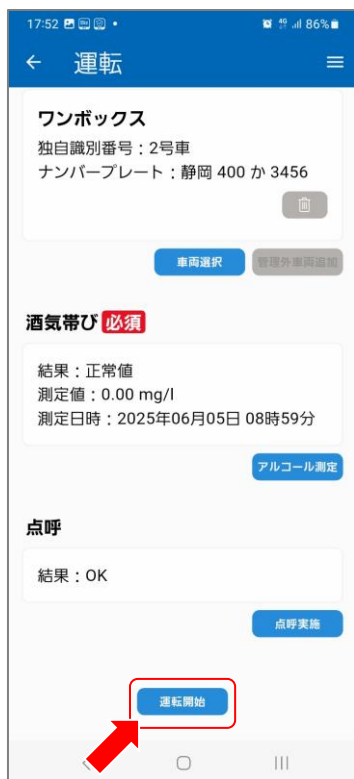 17:52 86%
運転
ワンボックス
独自識別番号：2号車
ナンバープレート：静岡 400 か 3456
車両選択 管理外車両追加
酒気帯び 必須
結果：正常値
測定値：0.00 mg/l
測定日時：2025年06月05日 08時59分
アルコール測定
点呼
結果：OK
点呼実施
運転開始